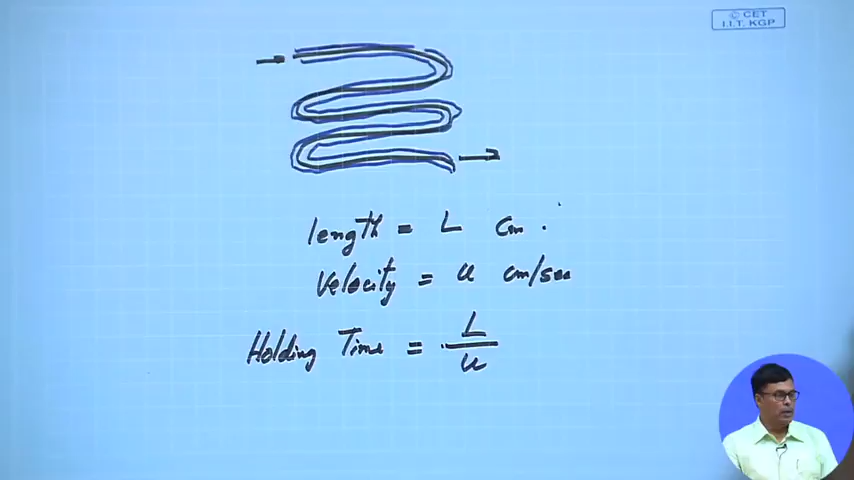 © CET
I.I.T. KGP
length = L cm.
Velocity = u cm/sec
Holding Time = L/u